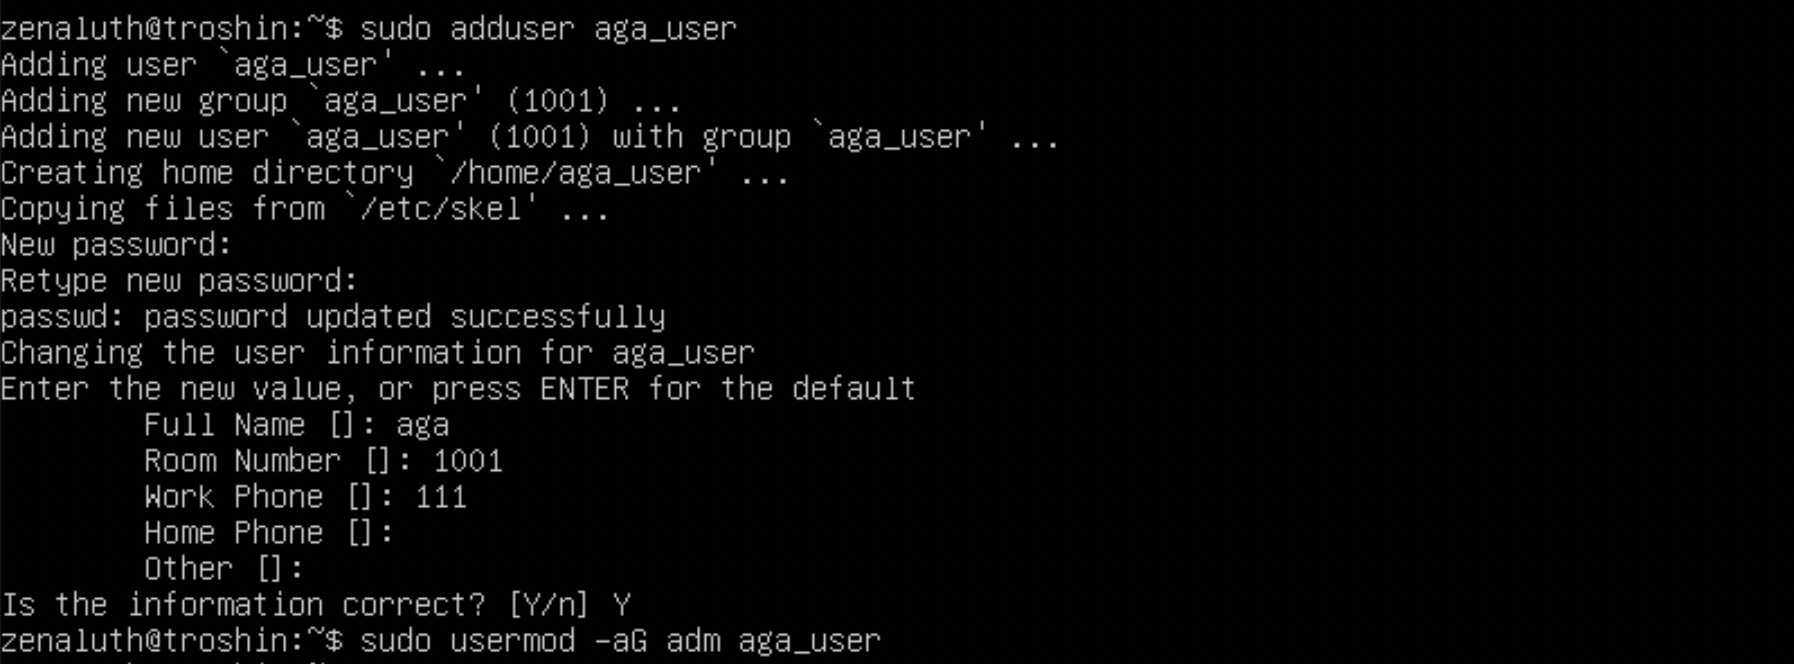 zenaluth@troshin:~$ sudo adduser aga_user
Adding user `aga_user' ...
Adding new group `aga_user' (1001) ...
Adding new user `aga_user' (1001) with group `aga_user' ...
Creating home directory `/home/aga_user' ...
Copying files from `/etc/skel' ...
New password:
Retype new password:
passwd: password updated successfully
Changing the user information for aga_user
Enter the new value, or press ENTER for the default
Full Name []: aga
Room Number []: 1001
Work Phone []: 111
Home Phone []:
Other []:
Is the information correct? [Y/n] Y
zenaluth@troshin:~$ sudo usermod -aG adm aga_user